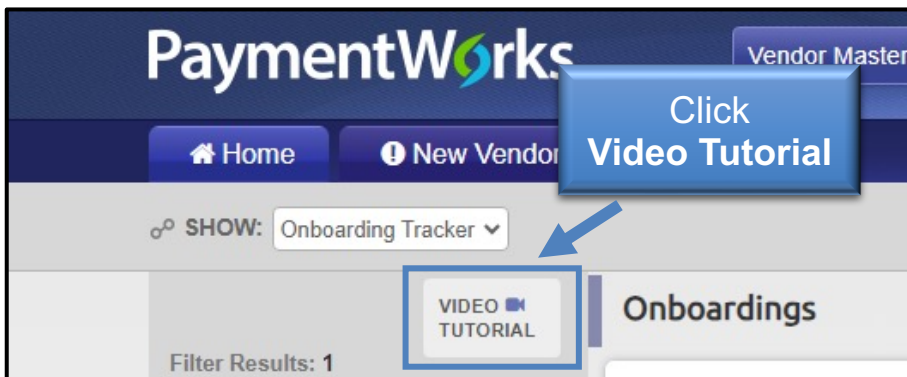 PaymentWorks
Vendor Master
Click
Video Tutorial
Home
New Vendor
SHOW: Onboarding Tracker
VIDEO
TUTORIAL
Onboardings
Filter Results: 1